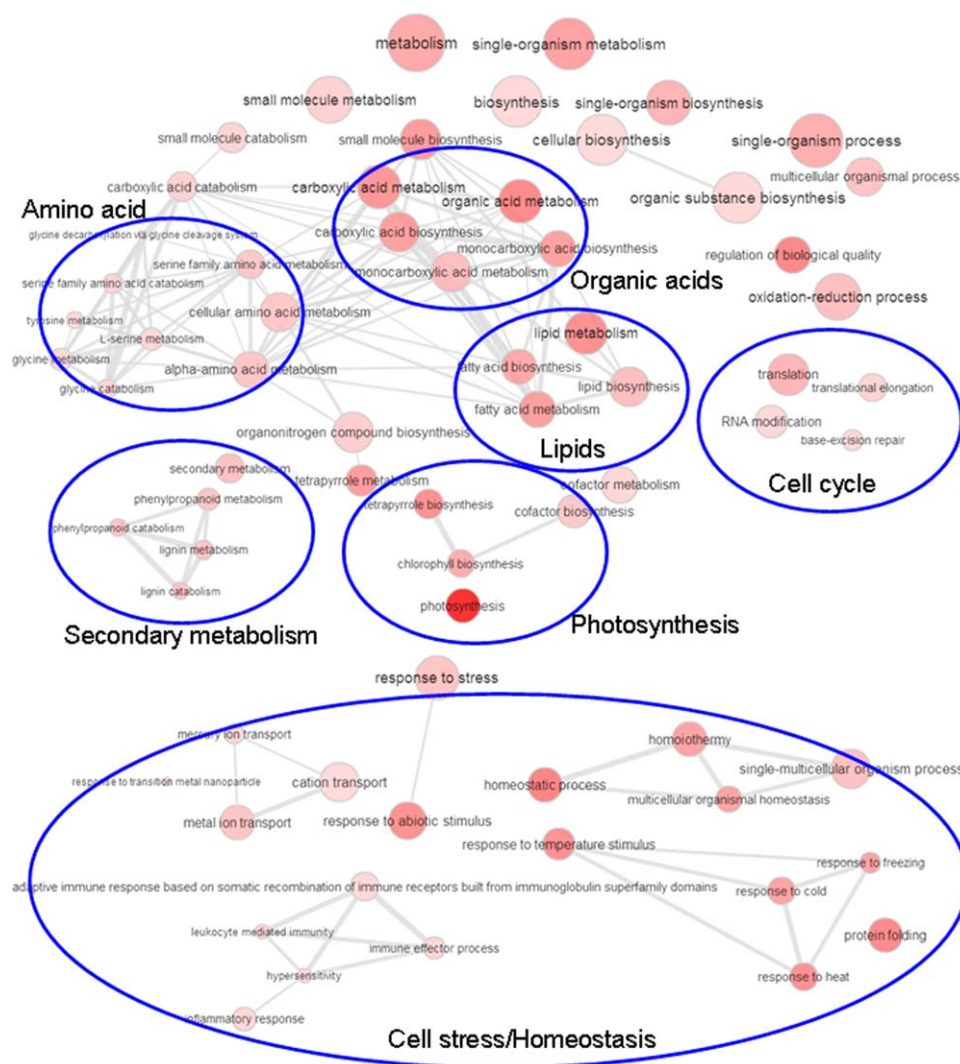 metabolism
single-organism metabolism
small molecule metabolism
biosynthesis
single-organism biosynthesis
small molecule catabolism
small molecule biosynthesis
cellular biosynthesis
single-organism process
carboxylic acid catabolism
carboxylic acid metabolism
organic acid metabolism
multicellular organismal process
organic substance biosynthesis
Amino acid
glycine decarboxylation via glycine cleavage system
carboxylic acid biosynthesis
monocarboxylic acid biosynthesis
regulation of biological quality
serine family amino acid metabolism
monocarboxylic acid metabolism
Organic acids
serine family amino acid catabolism
oxidation-reduction process
cellular amino acid metabolism
tyrosine metabolism
L-serine metabolism
lipid metabolism
glycine metabolism
alpha-amino acid metabolism
fatty acid biosynthesis
translation
glycine catabolism
lipid biosynthesis
translational elongation
fatty acid metabolism
RNA modification
organonitrogen compound biosynthesis
base-excision repair
Lipids
secondary metabolism
tetrapyrrole metabolism
cofactor metabolism
Cell cycle
phenylpropanoid metabolism
tetrapyrrole biosynthesis
cofactor biosynthesis
phenylpropanoid catabolism
lignin metabolism
chlorophyll biosynthesis
lignin catabolism
photosynthesis
Secondary metabolism
Photosynthesis
response to stress
mercury ion transport
homoiothermy
single-multicellular organism process
response to transition metal nanoparticle
cation transport
homeostatic process
multicellular organismal homeostasis
metal ion transport
response to abiotic stimulus
response to temperature stimulus
response to freezing
adaptive immune response based on somatic recombination of immune receptors built from immunoglobulin superfamily domains
response to cold
leukocyte mediated immunity
immune effector process
protein folding
hypersensitivity
response to heat
inflammatory response
Cell stress/Homeostasis